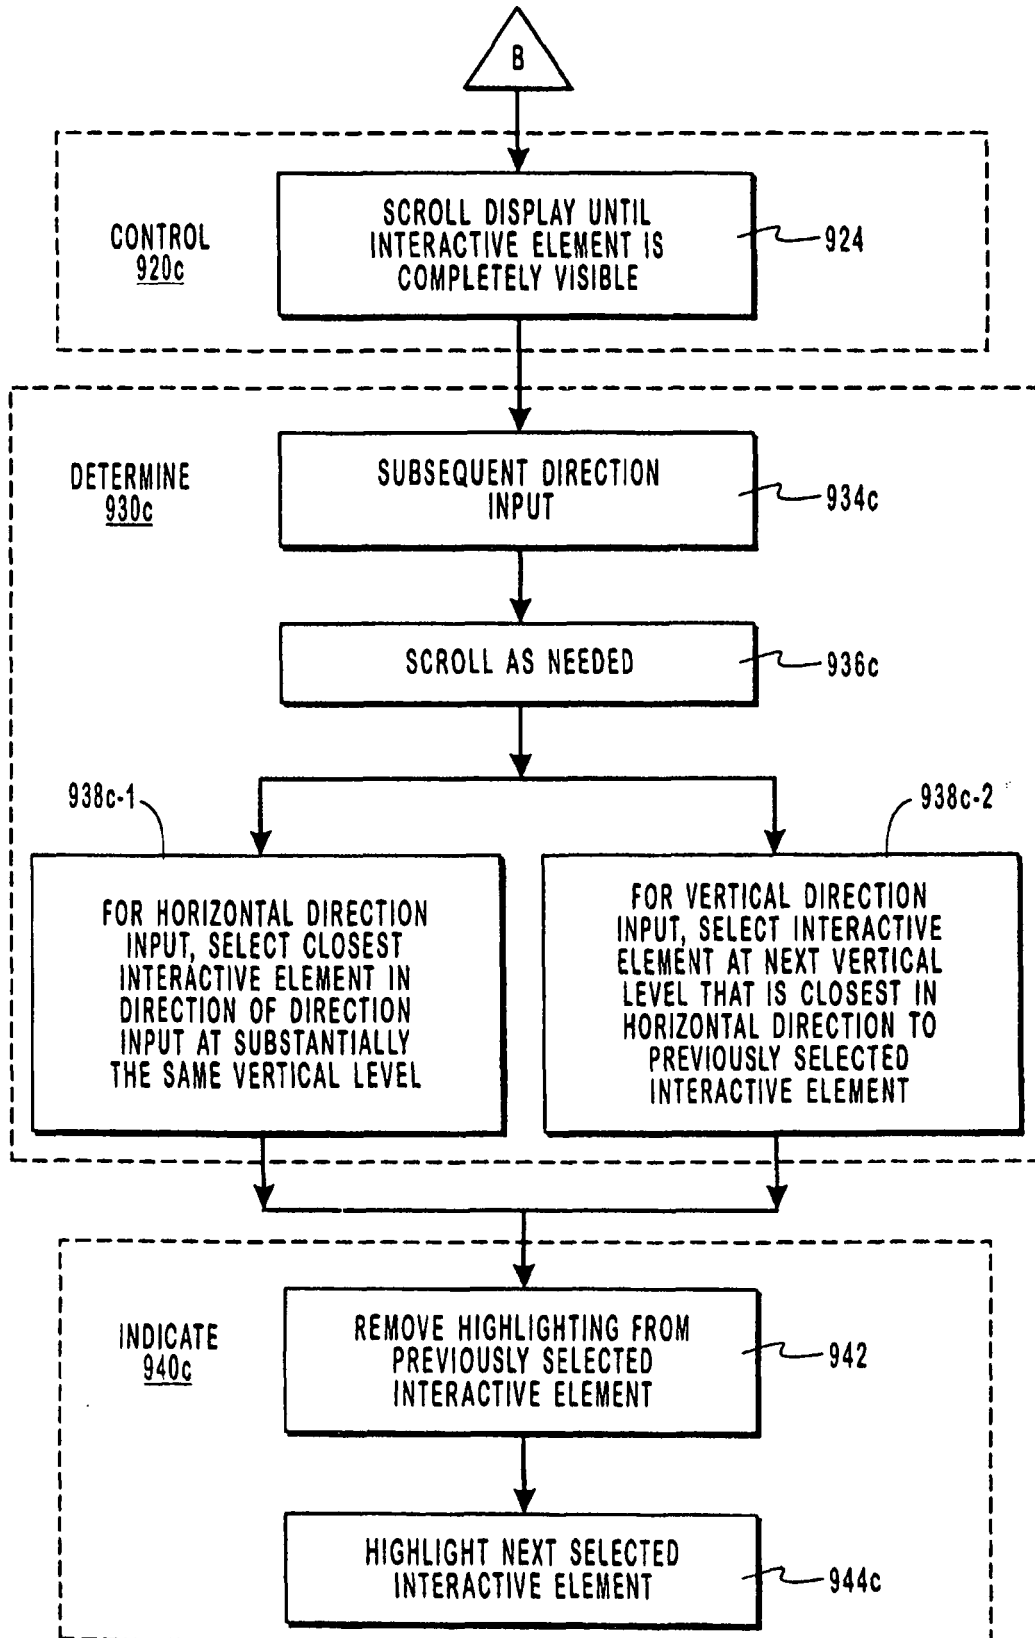 B
CONTROL
920c
SCROLL DISPLAY UNTIL
INTERACTIVE ELEMENT IS
COMPLETELY VISIBLE
924
DETERMINE
930c
SUBSEQUENT DIRECTION
INPUT
934c
SCROLL AS NEEDED
936c
938c-1
938c-2
FOR HORIZONTAL DIRECTION
INPUT, SELECT CLOSEST
INTERACTIVE ELEMENT IN
DIRECTION OF DIRECTION
INPUT AT SUBSTANTIALLY
THE SAME VERTICAL LEVEL
FOR VERTICAL DIRECTION
INPUT, SELECT INTERACTIVE
ELEMENT AT NEXT VERTICAL
LEVEL THAT IS CLOSEST IN
HORIZONTAL DIRECTION TO
PREVIOUSLY SELECTED
INTERACTIVE ELEMENT
INDICATE
940c
REMOVE HIGHLIGHTING FROM
PREVIOUSLY SELECTED
INTERACTIVE ELEMENT
942
HIGHLIGHT NEXT SELECTED
INTERACTIVE ELEMENT
944c